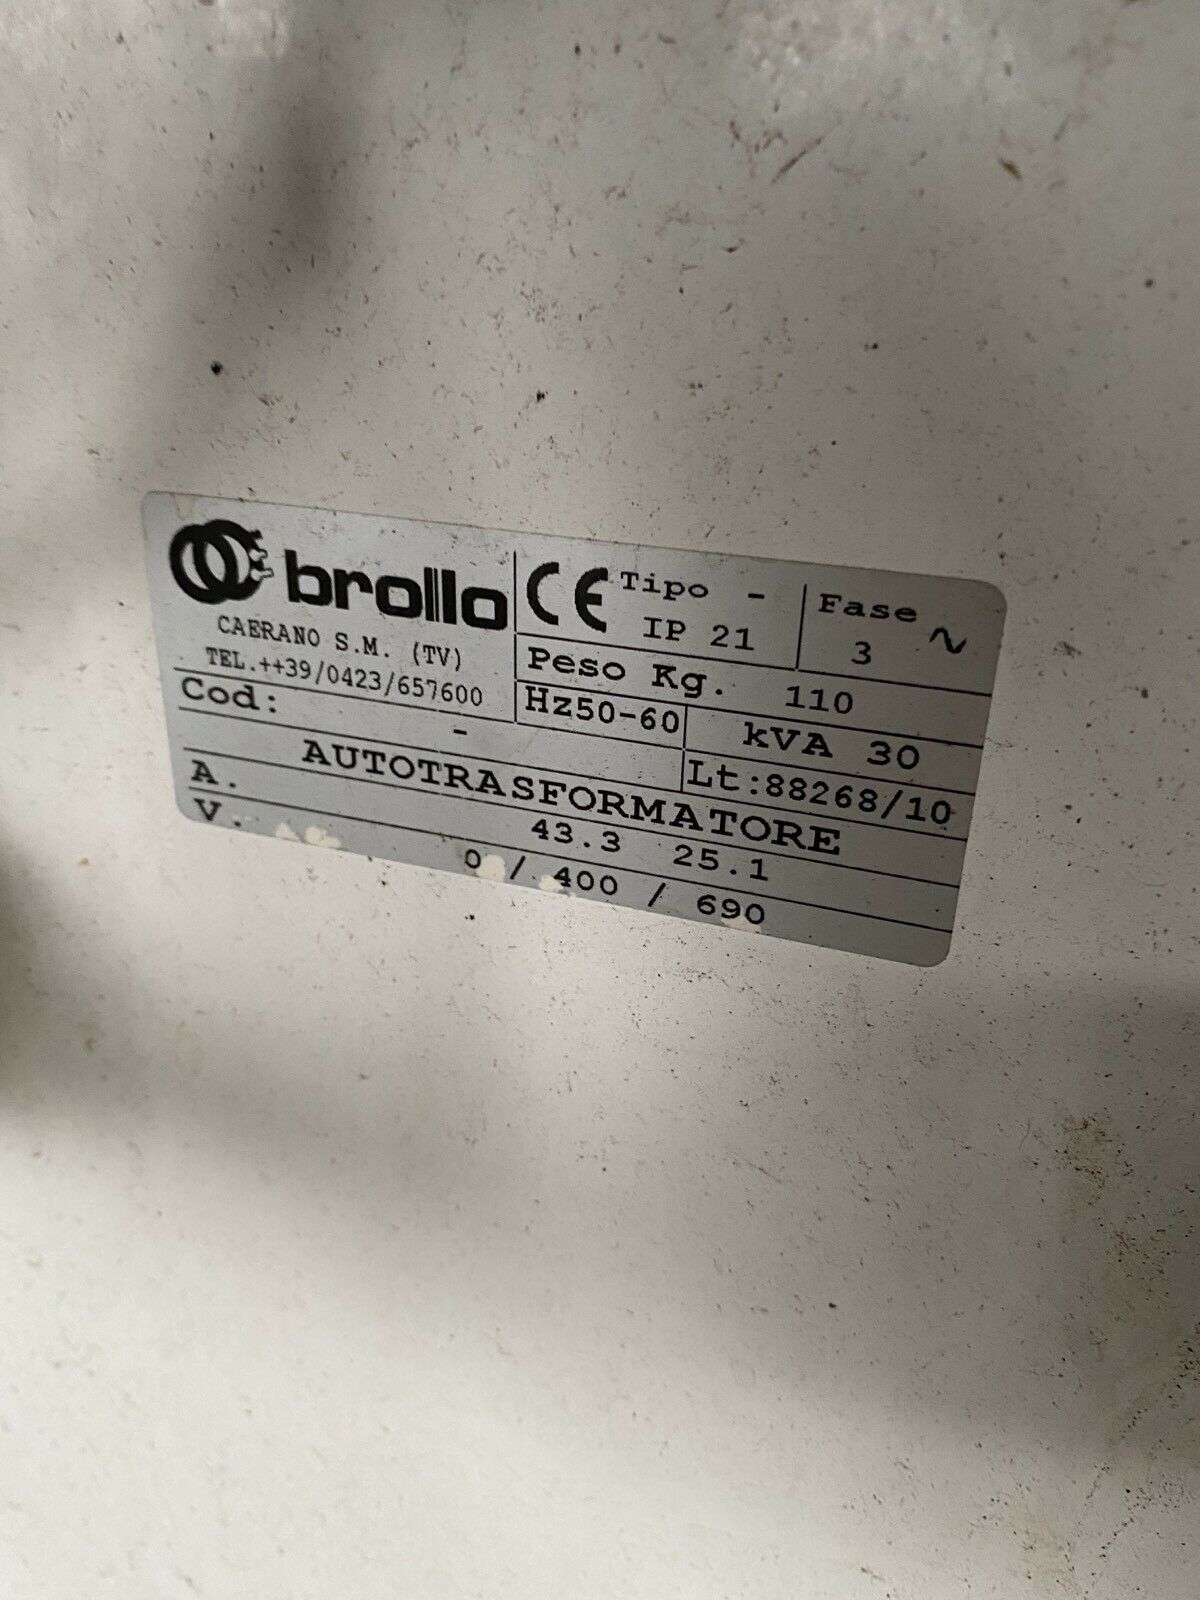 brollo
CAERANO S.M. (TV)
TEL.++39/0423/657600
CE
Tipo -
IP 21
Fase ~
3
Peso Kg. 110
Hz50-60
kVA 30
Cod: -
Lt:88268/10
AUTOTRASFORMATORE
A. 43.3 25.1
V. 0 / 400 / 690